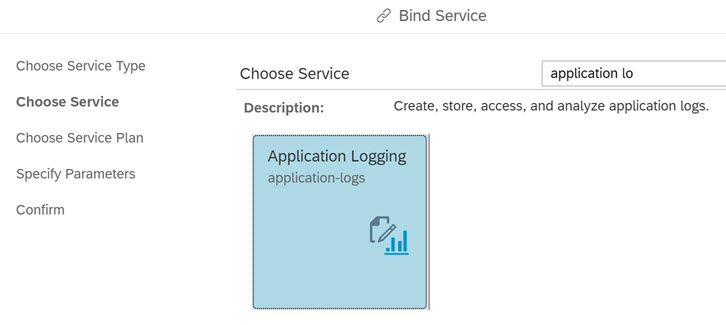 Bind Service
Choose Service Type
Choose Service
Choose Service Plan
Specify Parameters
Confirm
Choose Service
application lo
Description:
Create, store, access, and analyze application logs.
Application Logging
application-logs